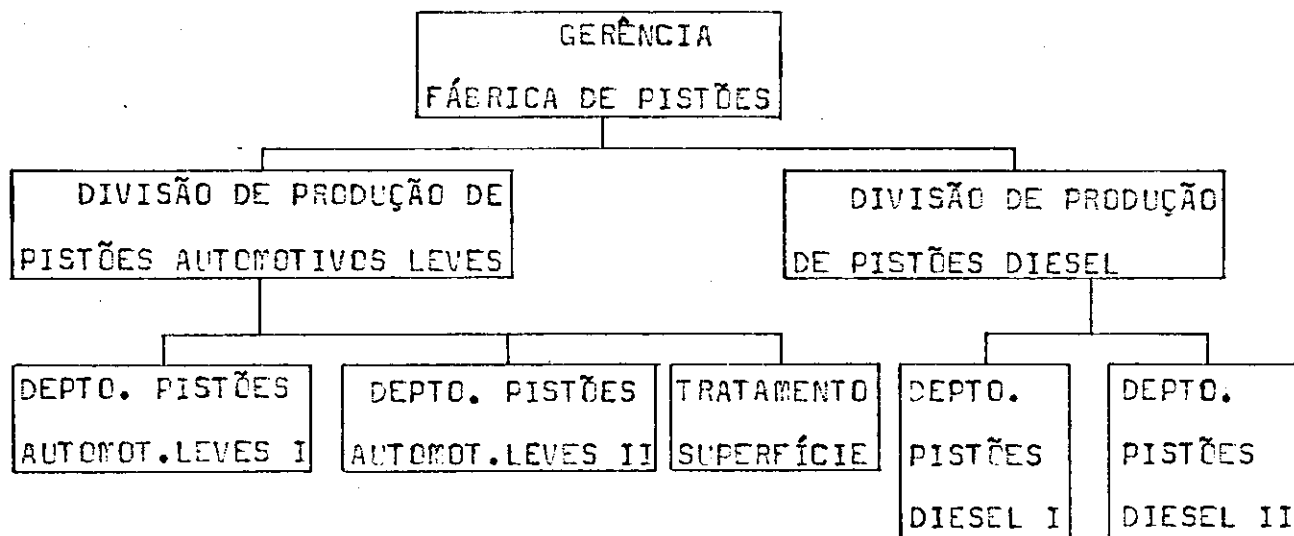 GERÊNCIA
FÁBRICA DE PISTÕES
DIVISÃO DE PRODUÇÃO DE
PISTÕES AUTOMOTIVOS LEVES
DIVISÃO DE PRODUÇÃO
DE PISTÕES DIESEL
DEPTO. PISTÕES
AUTOMOT.LEVES I
DEPTO. PISTÕES
AUTOMOT.LEVES II
TRATAMENTO
SUPERFÍCIE
DEPTO.
PISTÕES
DIESEL I
DEPTO.
PISTÕES
DIESEL II